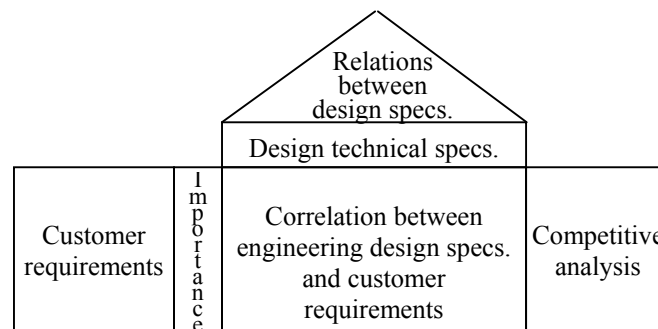 Relations
between
design specs.
Design technical specs.
Customer
requirements
Importance
Correlation between
engineering design specs.
and customer
requirements
Competitive
analysis